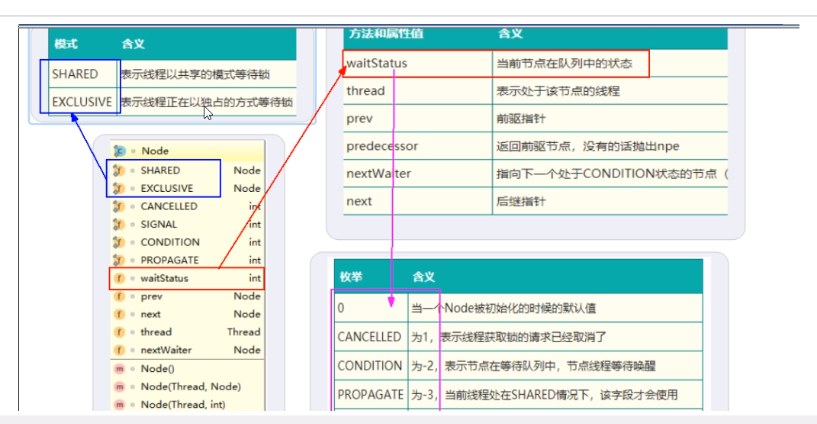 模式 含义
SHARED 表示线程以共享的模式等待锁
EXCLUSIVE 表示线程正在以独占的方式等待锁
方法和属性值 含义
waitStatus 当前节点在队列中的状态
thread 表示处于该节点的线程
prev 前驱指针
predecessor 返回前驱节点，没有的话抛出npe
nextWaiter 指向下一个处于CONDITION状态的节点（
next 后继指针
Node
SHARED Node
EXCLUSIVE Node
CANCELLED int
SIGNAL int
CONDITION int
PROPAGATE int
waitStatus int
prev Node
next Node
thread Thread
nextWaiter Node
Node()
Node(Thread, Node)
Node(Thread, int)
枚举 含义
0 当一个Node被初始化的时候的默认值
CANCELLED 为1，表示线程获取锁的请求已经取消了
CONDITION 为-2，表示节点在等待队列中，节点线程等待唤醒
PROPAGATE 为-3，当前线程处在SHARED情况下，该字段才会使用